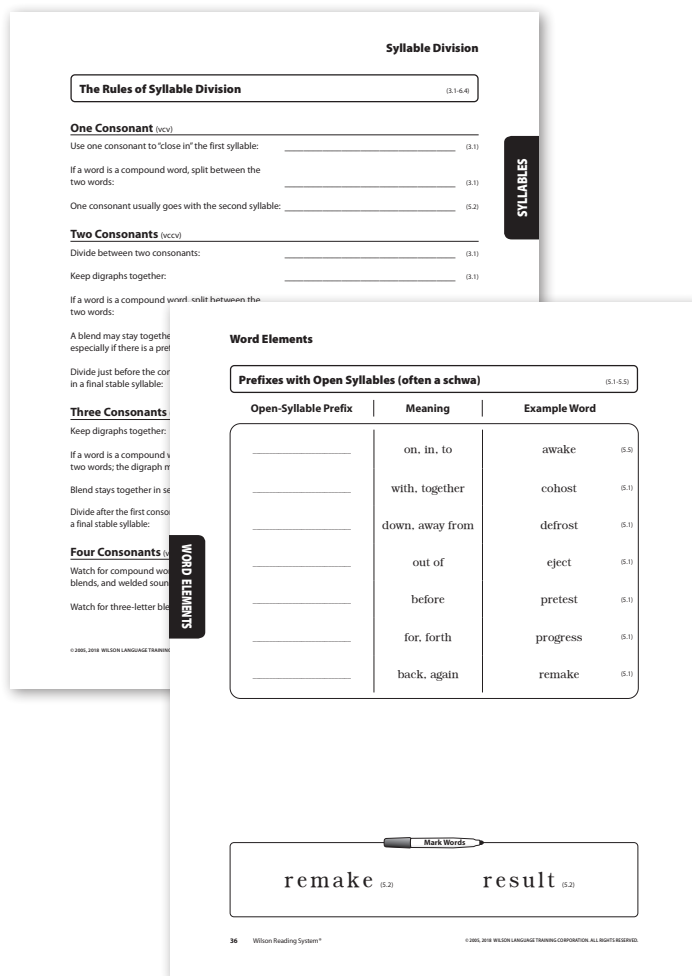 Syllable Division
The Rules of Syllable Division (3.1-6.4)
One Consonant (vcv)
Use one consonant to “close in” the first syllable: (3.1)
If a word is a compound word, split between the
two words: (3.1)
One consonant usually goes with the second syllable: (5.2)
Two Consonants (vccv)
Divide between two consonants: (3.1)
Keep digraphs together: (3.1)
If a word is a compound word, split between the
two words:
A blend may stay
especially if there is a
Divide just before the
in a final stable syllable:
Three Consonants
Keep digraphs together:
If a word is a compound
two words; the digraph
Blend stays together in
Divide after the first
a final stable syllable:
Four Consonants
Watch for compound
blends, and welded
Watch for three-letter
© 2005, 2018 WILSON LANGUAGE TRAINING
SYLLABLES
Word Elements
Prefixes with Open Syllables (often a schwa) (5.1-5.5)
Open-Syllable Prefix Meaning Example Word
on, in, to awake (5.5)
with, together cohost (5.1)
down, away from defrost (5.1)
out of eject (5.1)
before pretest (5.1)
for, forth progress (5.1)
back, again remake (5.1)
WORD ELEMENTS
Mark Words
remake (5.2) result (5.2)
36 Wilson Reading System® © 2005, 2018 WILSON LANGUAGE TRAINING CORPORATION. ALL RIGHTS RESERVED.